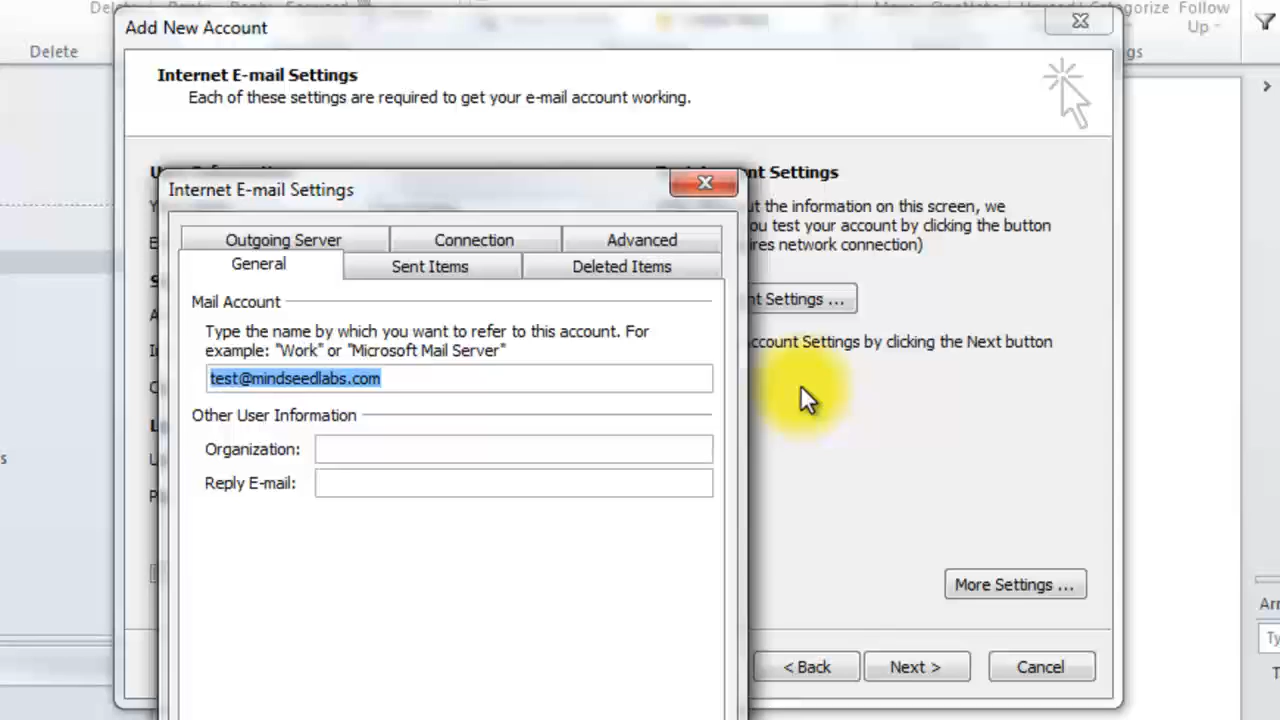 Delete
Categorize
Follow
Up
Delete
Add New Account
Internet E-mail Settings
Each of these settings are required to get your e-mail account working.
nt Settings
ut the information on this screen, we
ou test your account by clicking the button
ires network connection)
nt Settings ...
ccount Settings by clicking the Next button
Internet E-mail Settings
Outgoing Server
Connection
Advanced
General
Sent Items
Deleted Items
Mail Account
Type the name by which you want to refer to this account. For
example: "Work" or "Microsoft Mail Server"
test@mindseedlabs.com
Other User Information
Organization:
Reply E-mail:
More Settings ...
< Back
Next >
Cancel